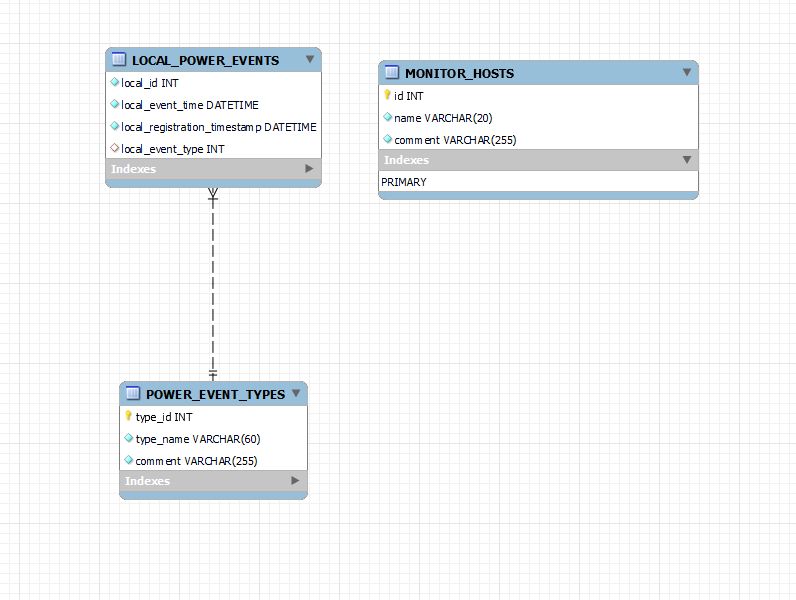 LOCAL_POWER_EVENTS
local_id INT
local_event_time DATETIME
local_registration_timestamp DATETIME
local_event_type INT
Indexes
MONITOR_HOSTS
id INT
name VARCHAR(20)
comment VARCHAR(255)
Indexes
PRIMARY
POWER_EVENT_TYPES
type_id INT
type_name VARCHAR(60)
comment VARCHAR(255)
Indexes